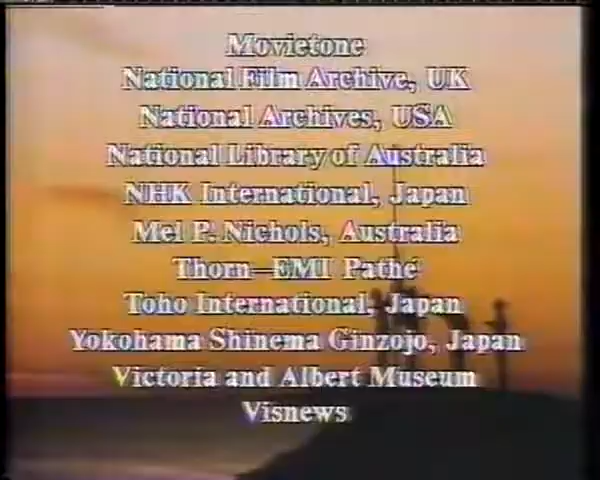 Movietone
National Film Archive, UK
National Archives, USA
National Library of Australia
NHK International, Japan
Mel P. Nichols, Australia
Thorn—EMI Pathé
Toho International, Japan
Yokohama Shinema Ginzojo, Japan
Victoria and Albert Museum
Visnews